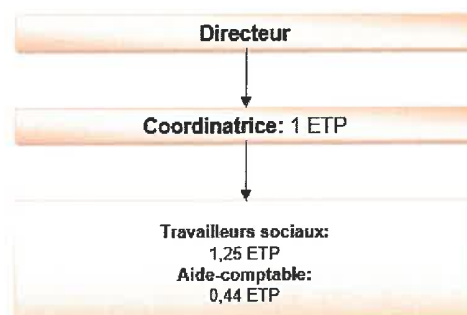 Directeur
Coordinatrice: 1 ETP
Travailleurs sociaux:
1,25 ETP
Aide-comptable:
0,44 ETP